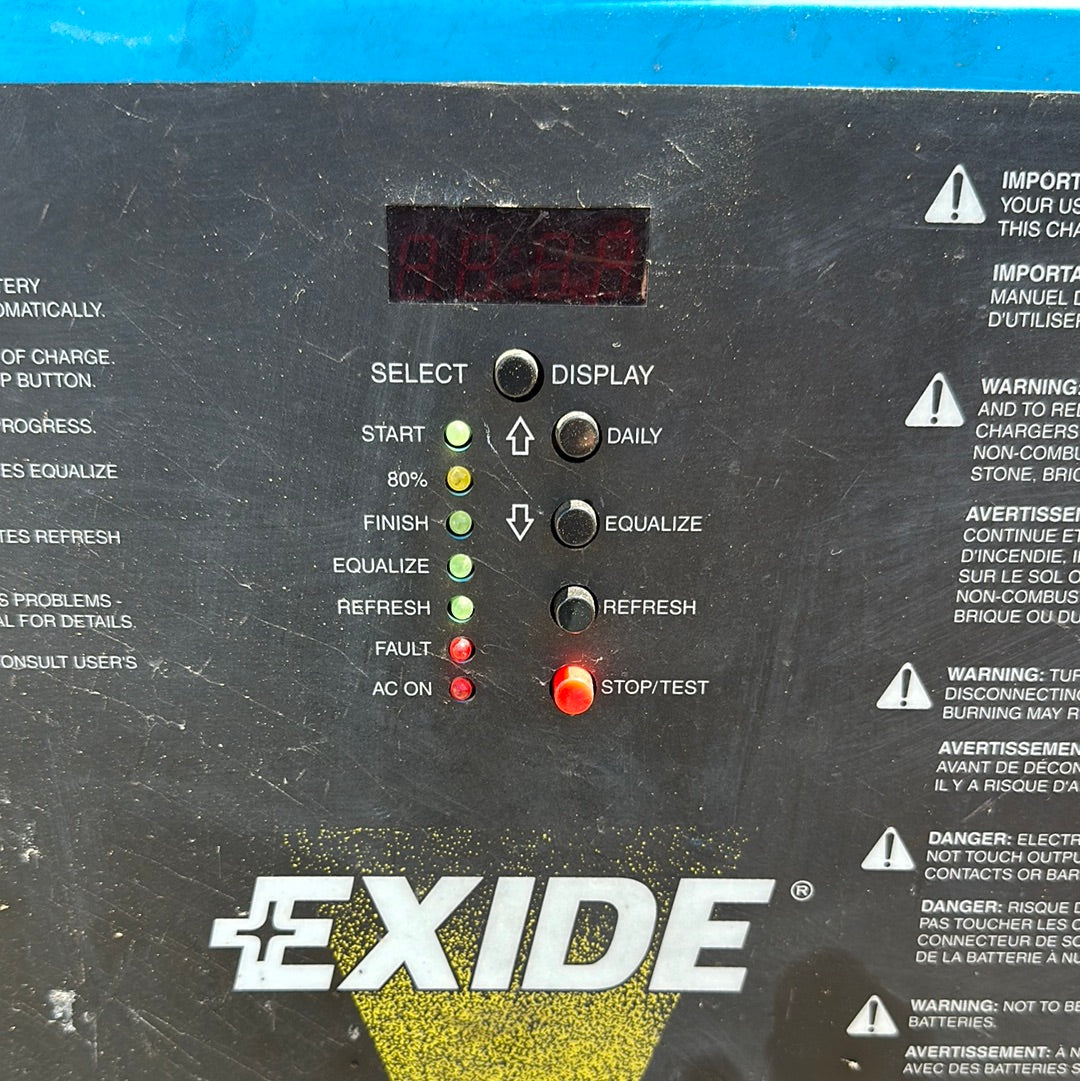 TERY
OMATICALLY.
OF CHARGE.
P BUTTON.
ROGRESS.
ES EQUALIZE
TES REFRESH
S PROBLEMS -
AL FOR DETAILS.
ONSULT USER'S
SELECT DISPLAY
START DAILY
80%
FINISH EQUALIZE
EQUALIZE
REFRESH REFRESH
FAULT
AC ON STOP/TEST
EXIDE®
IMPORT
YOUR US
THIS CHA
IMPORTA
MANUEL D
D'UTILISER
WARNING:
AND TO RED
CHARGERS
NON-COMBU
STONE, BRIC
AVERTISSEM
CONTINUE ET
D'INCENDIE, I
SUR LE SOL O
NON-COMBUS
BRIQUE OU DU
WARNING: TUR
DISCONNECTING
BURNING MAY R
AVERTISSEMEN
AVANT DE DÉCON
IL Y A RISQUE D'A
DANGER: ELECTR
NOT TOUCH OUTPU
CONTACTS OR BAR
DANGER: RISQUE D
PAS TOUCHER LES C
CONNECTEUR DE SO
DE LA BATTERIE À NU
WARNING: NOT TO BE
BATTERIES.
AVERTISSEMENT: À N
AVEC DES BATTERIES S